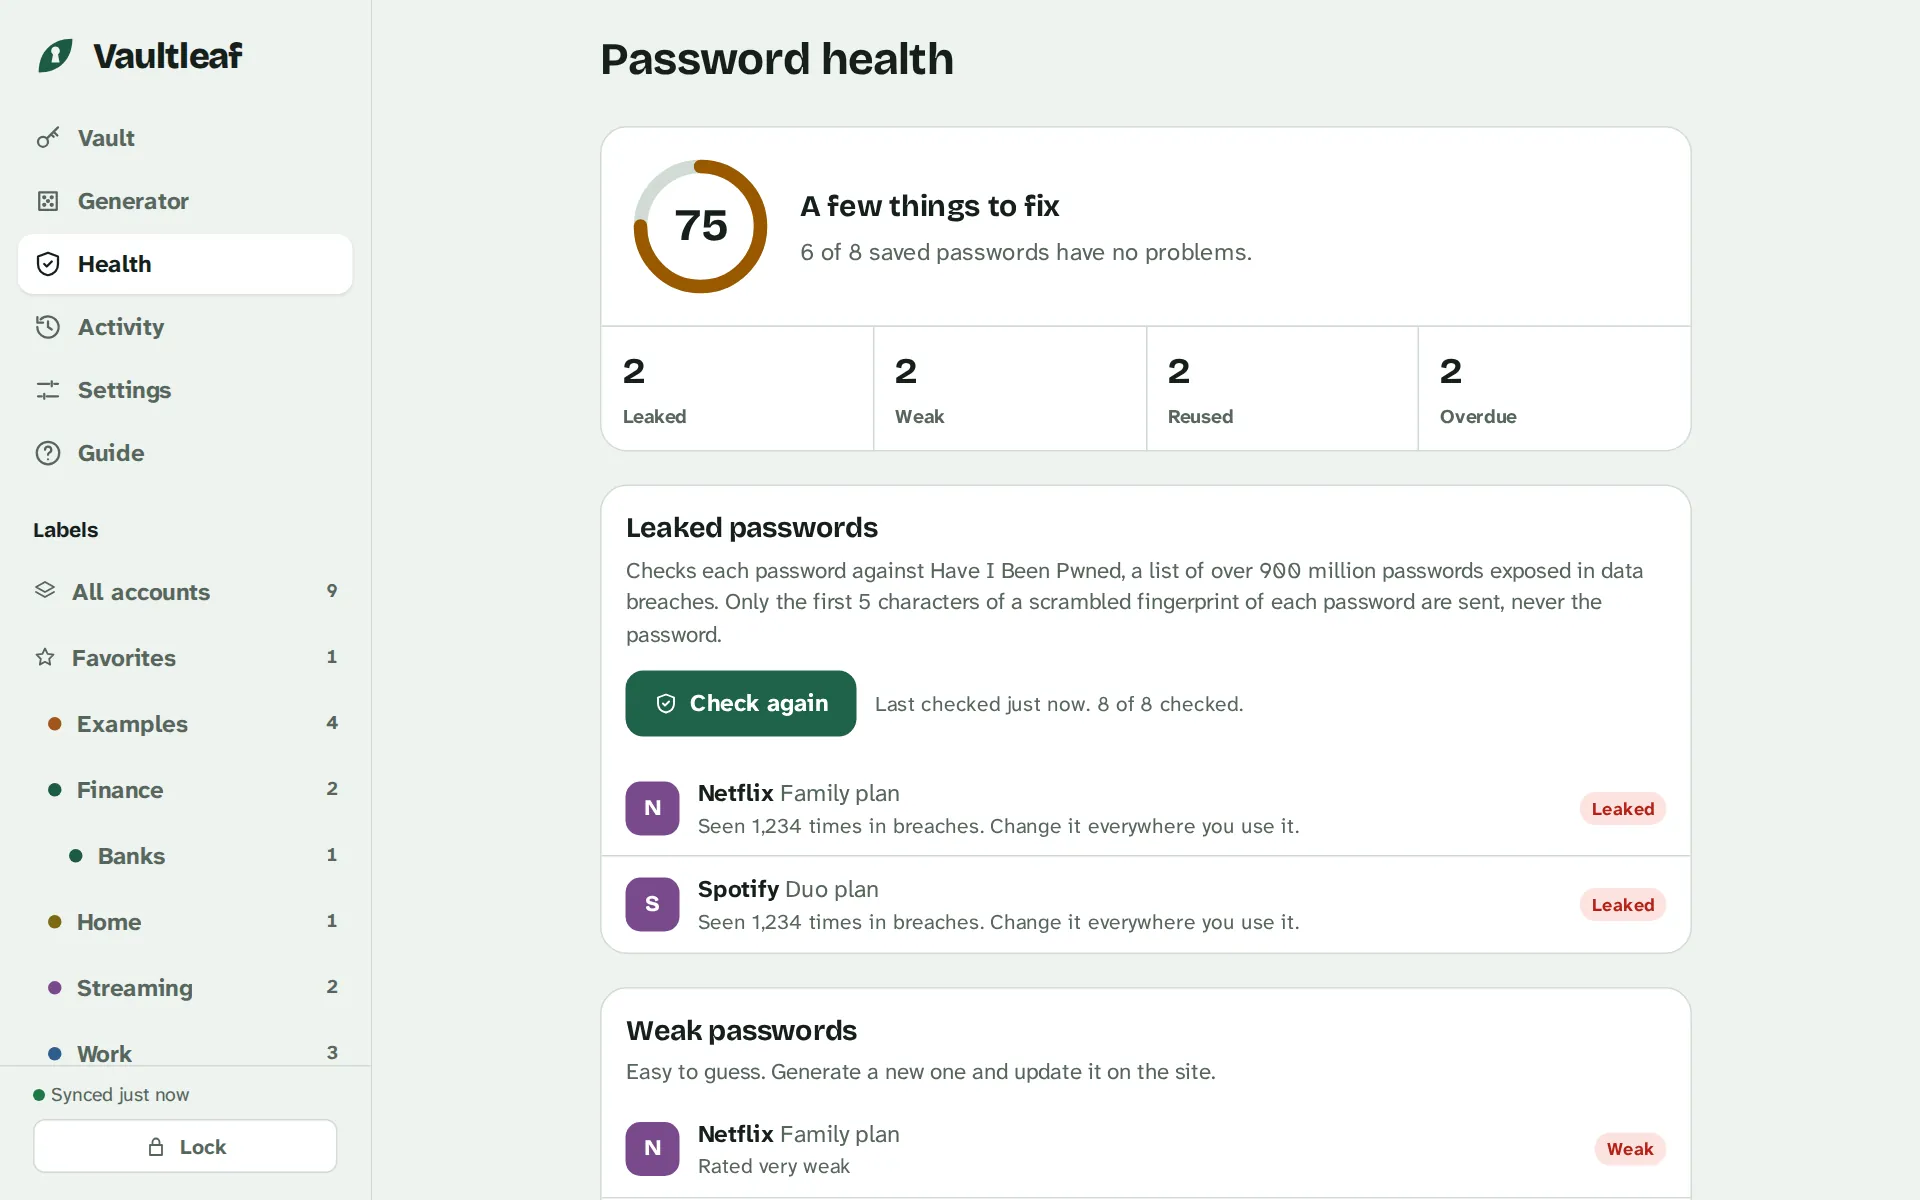 Vaultleaf
Vault
Generator
Health
Activity
Settings
Guide
Labels
All accounts 9
Favorites 1
Examples 4
Finance 2
Banks 1
Home 1
Streaming 2
Work 3
Synced just now
Lock
Password health
75
A few things to fix
6 of 8 saved passwords have no problems.
2 Leaked
2 Weak
2 Reused
2 Overdue
Leaked passwords
Checks each password against Have I Been Pwned, a list of over 900 million passwords exposed in data
breaches. Only the first 5 characters of a scrambled fingerprint of each password are sent, never the
password.
Check again
Last checked just now. 8 of 8 checked.
N
Netflix Family plan
Seen 1,234 times in breaches. Change it everywhere you use it.
Leaked
S
Spotify Duo plan
Seen 1,234 times in breaches. Change it everywhere you use it.
Leaked
Weak passwords
Easy to guess. Generate a new one and update it on the site.
N
Netflix Family plan
Rated very weak
Weak